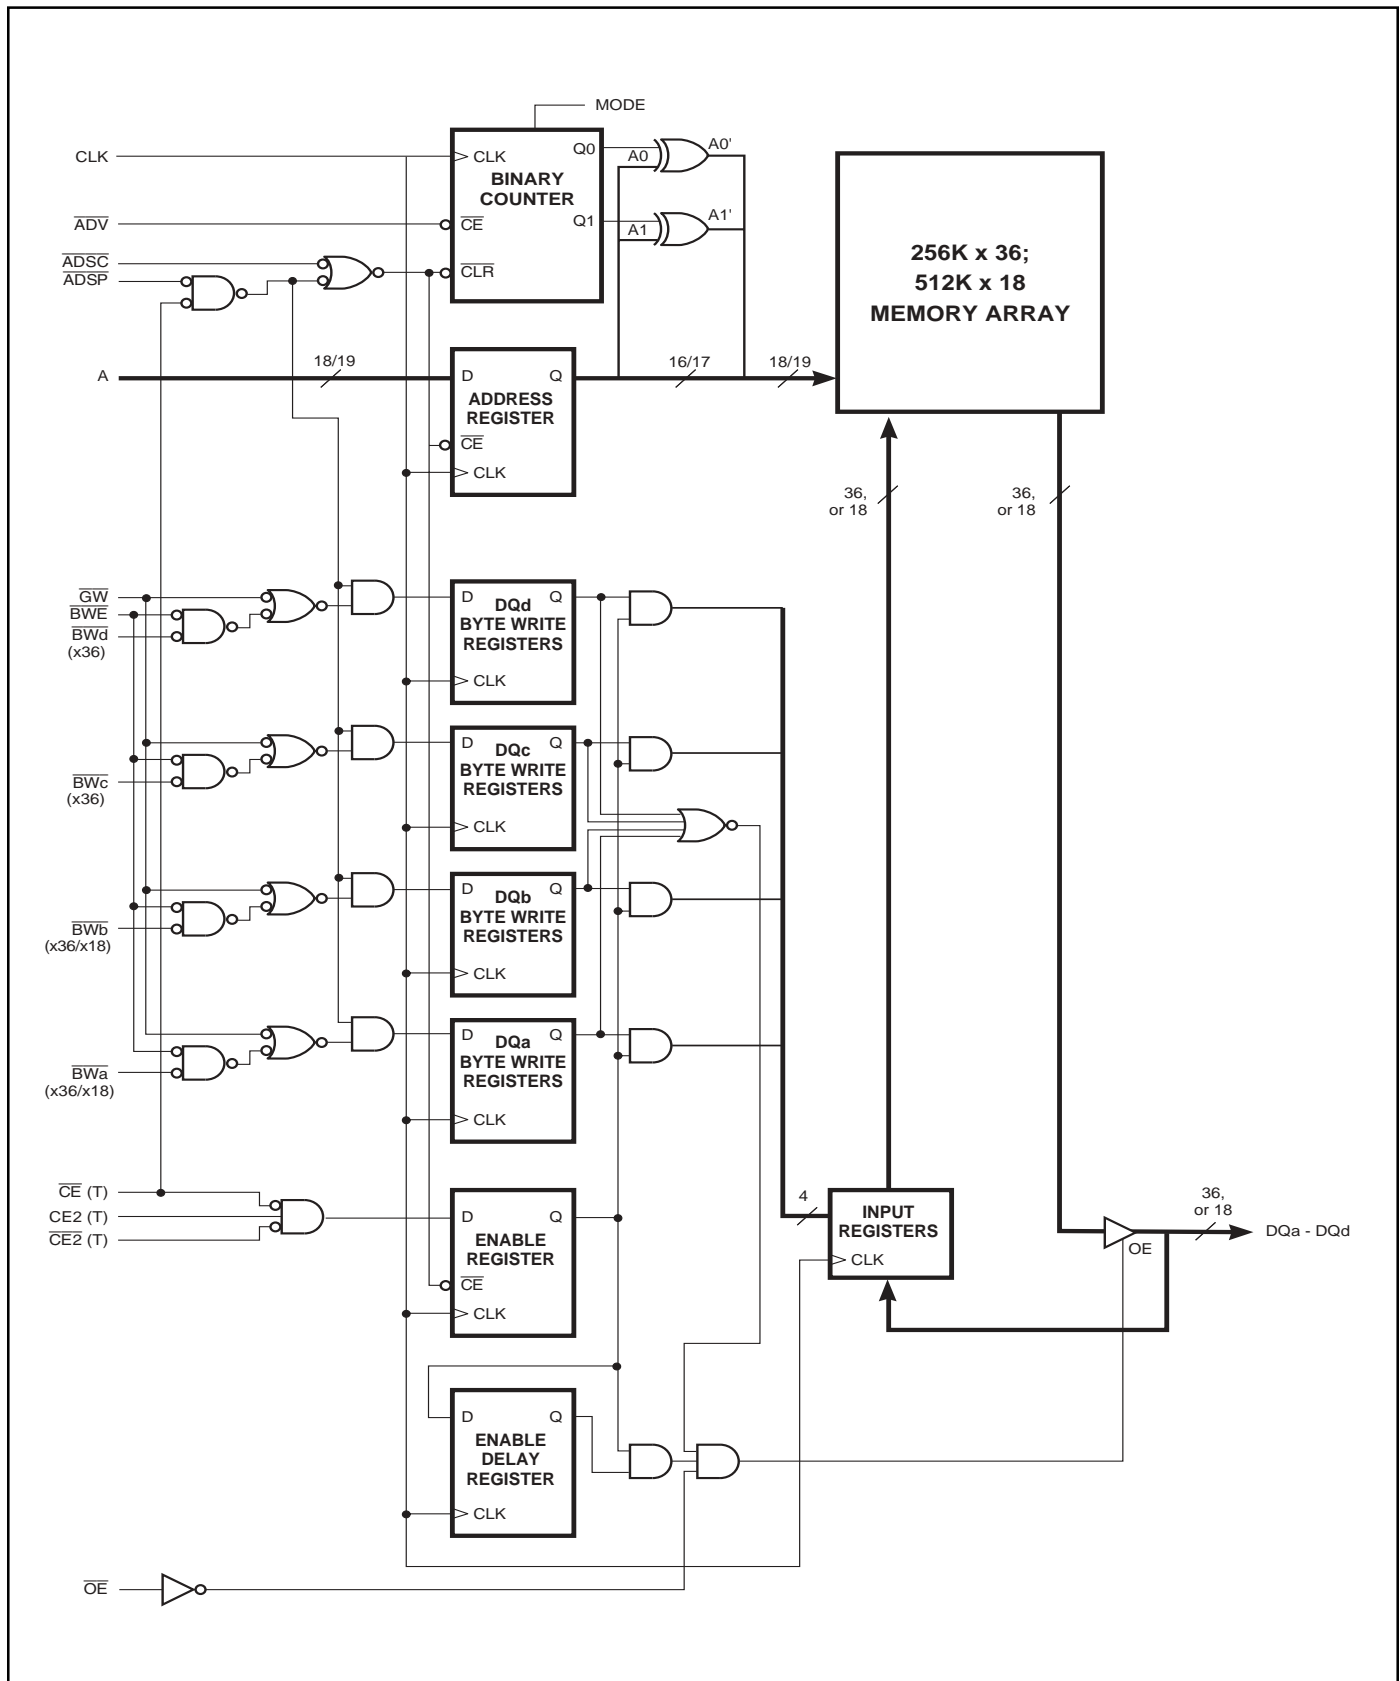 MODE
CLK
CLK
Q0
A0
A0'
BINARY
COUNTER
ADV
CE
Q1
A1
A1'
ADSC
ADSP
CLR
256K x 36;
512K x 18
MEMORY ARRAY
A
18/19
D
Q
16/17
18/19
ADDRESS
REGISTER
CE
CLK
36,
or 18
36,
or 18
GW
BWE
BWd
(x36)
D
DQd
Q
BYTE WRITE
REGISTERS
CLK
BWc
(x36)
D
DQc
Q
BYTE WRITE
REGISTERS
CLK
BWb
(x36/x18)
D
DQb
Q
BYTE WRITE
REGISTERS
CLK
BWa
(x36/x18)
D
DQa
Q
BYTE WRITE
REGISTERS
CLK
CE (T)
CE2 (T)
CE2 (T)
D
Q
ENABLE
REGISTER
CE
CLK
4
INPUT
REGISTERS
CLK
36,
or 18
OE
DQa - DQd
D
Q
ENABLE
DELAY
REGISTER
CLK
OE